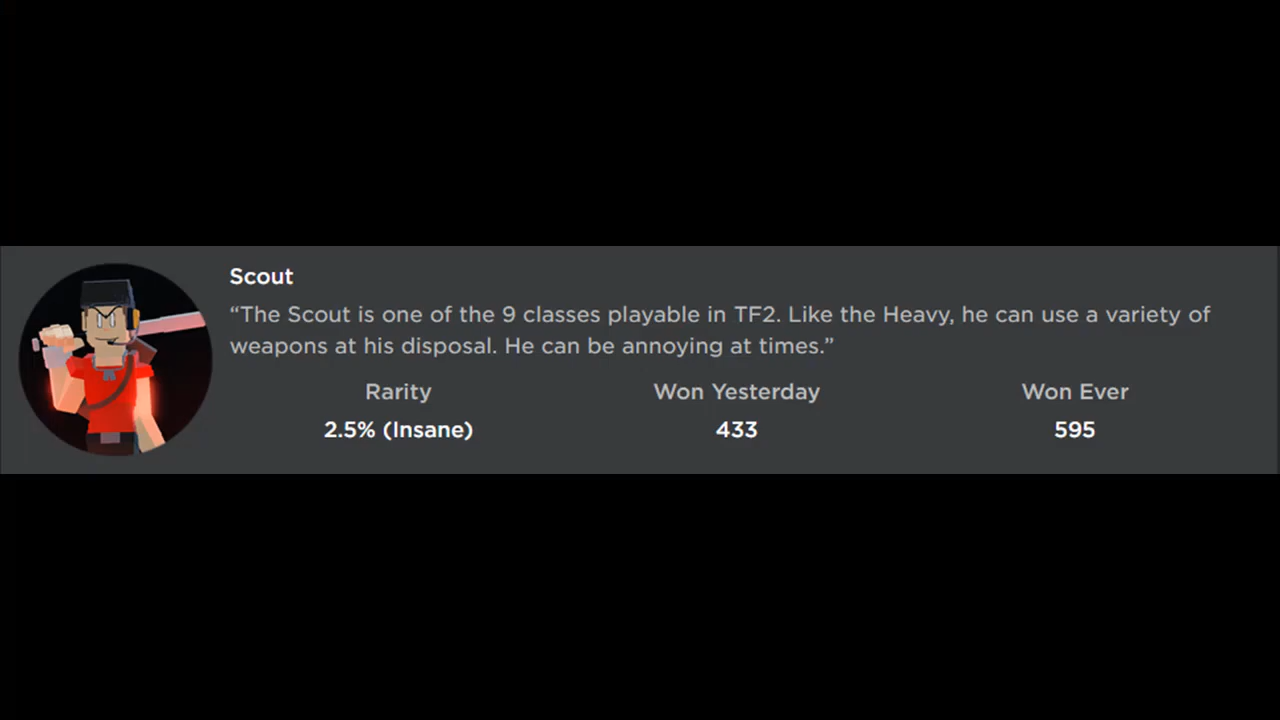 Scout
“The Scout is one of the 9 classes playable in TF2. Like the Heavy, he can use a variety of
weapons at his disposal. He can be annoying at times.”
Rarity Won Yesterday Won Ever
2.5% (Insane) 433 595